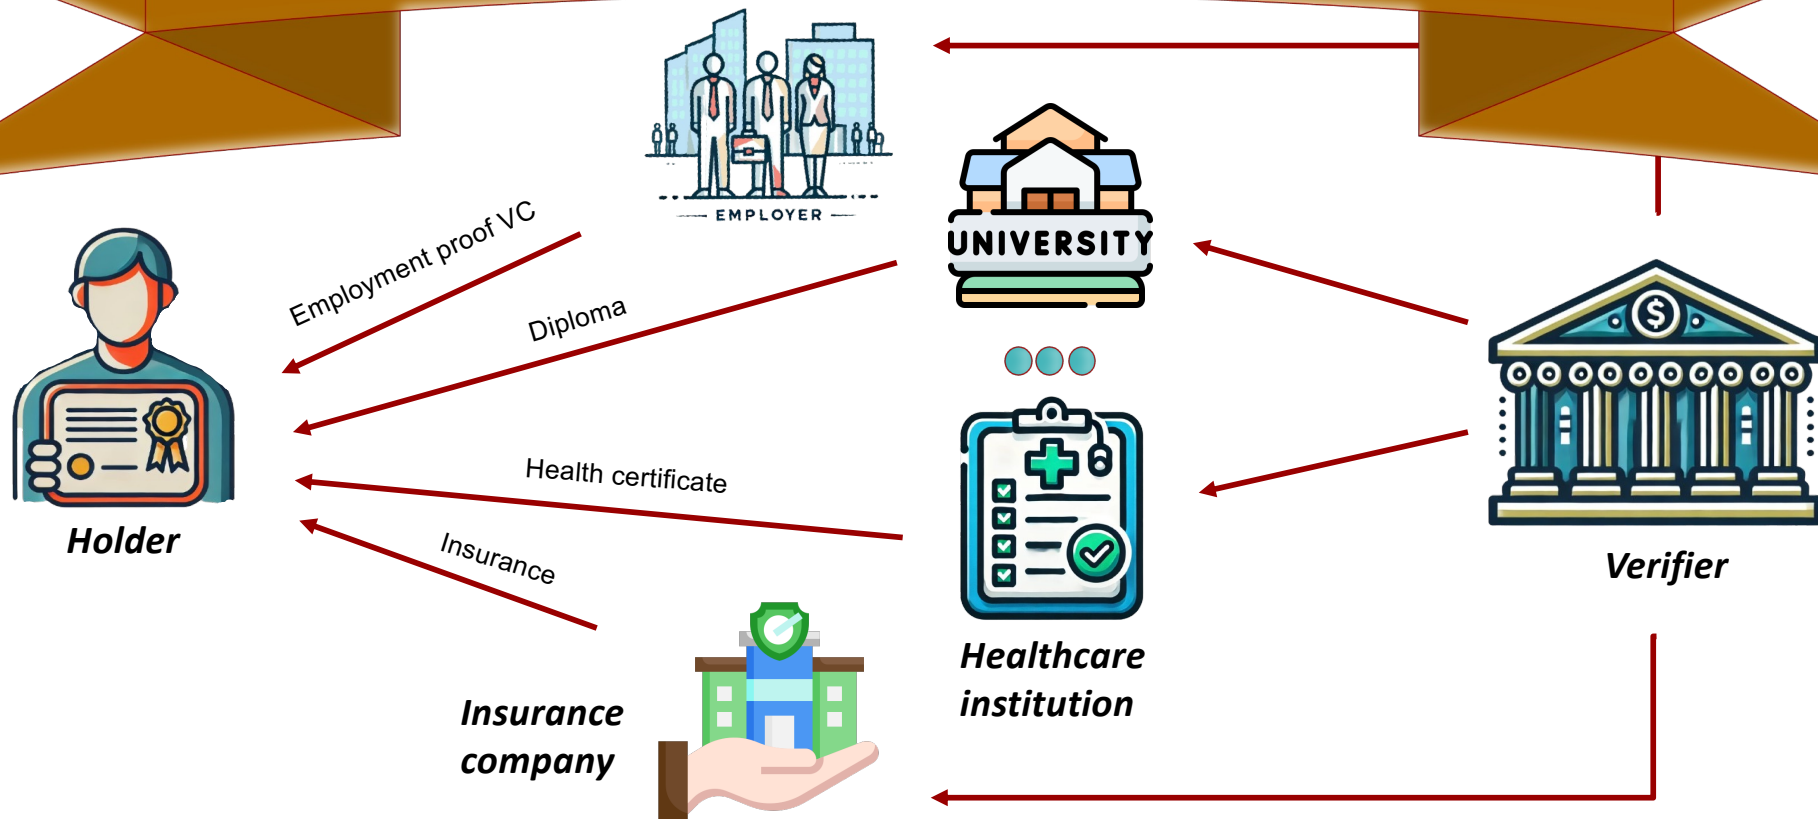 EMPLOYER
UNIVERSITY
$
Employment proof VC
Diploma
Health certificate
Insurance
Holder
Verifier
Healthcare
institution
Insurance
company